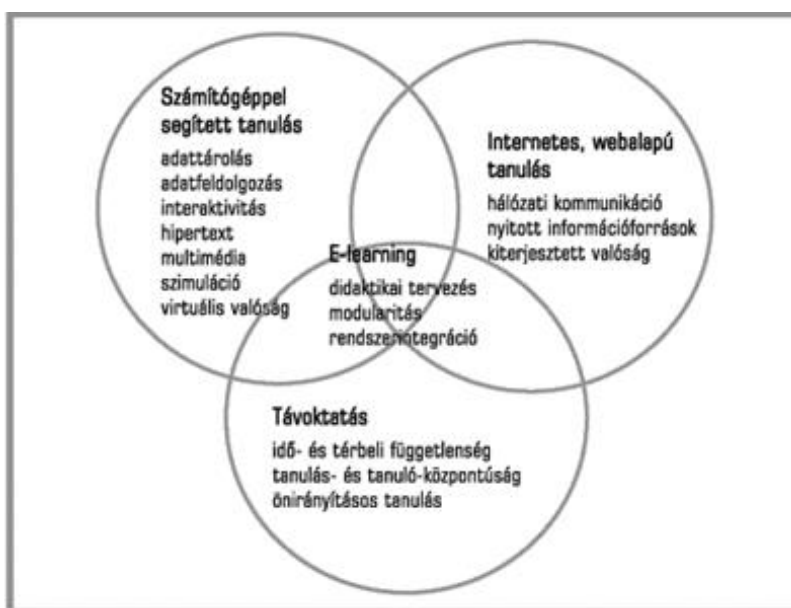 Számítógéppel
segített tanulás
adattárolás
adatfeldolgozás
interaktivitás
hipertext
multimédia
szimuláció
virtuális valóság
Internetes, webalapú
tanulás
hálózati kommunikáció
nyitott információforrások
kiterjesztett valóság
E-learning
didaktikai tervezés
modularitás
rendszerintegráció
Távoktatás
idő- és térbeli függetlenség
tanulás- és tanuló-központúság
önirányításos tanulás